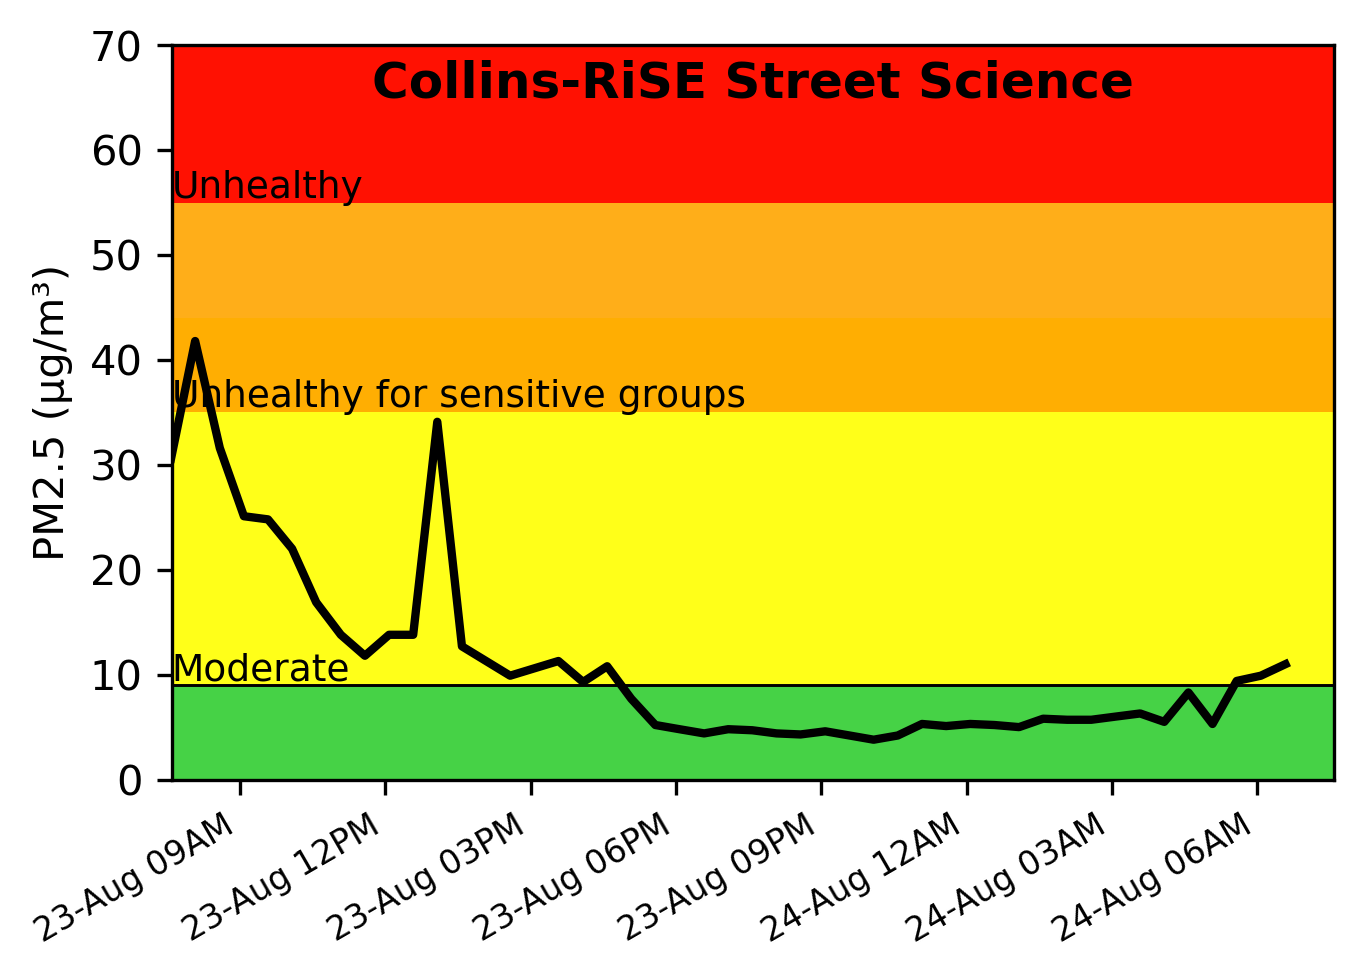 Collins-RiSE Street Science
70
60
50
40
30
20
10
0
PM2.5 (µg/m³)
Unhealthy
Unhealthy for sensitive groups
Moderate
23-Aug 09AM
23-Aug 12PM
23-Aug 03PM
23-Aug 06PM
23-Aug 09PM
24-Aug 12AM
24-Aug 03AM
24-Aug 06AM